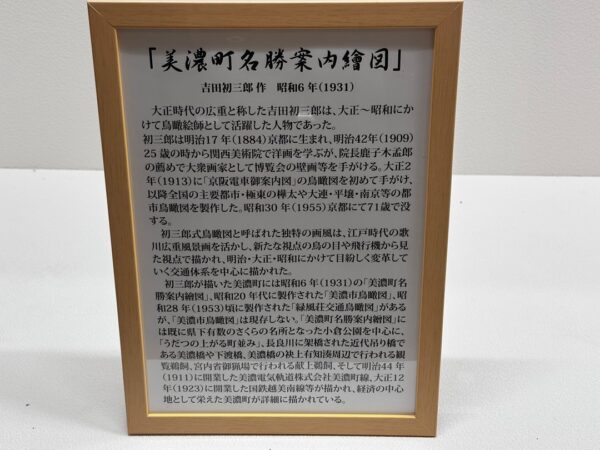 「美濃町名勝案内繪図」
吉田初三郎 作　昭和6年(1931)
大正時代の広重と称した吉田初三郎は、大正～昭和にか
けて鳥瞰絵師として活躍した人物であった。
初三郎は明治17年(1884)京都に生まれ、明治42年(1909)
25歳の時から関西美術院で洋画を学ぶが、院長鹿子木孟郎
の薦めで大衆画家として博覧会の壁画等を手がける。大正2
年(1913)に「京阪電車御案内図」の鳥瞰図を初めて手がけ、
以降全国の主要都市・極東の樺太や大連・平壌・南京等の都
市鳥瞰図を製作した。昭和30年(1955)京都にて71歳で没
する。
初三郎式鳥瞰図と呼ばれた独特の画風は、江戸時代の歌
川広重風景画を活かし、新たな視点の鳥の目や飛行機から見
た視点で描かれ、明治・大正・昭和にかけて目紛しく変革して
いく交通体系を中心に描かれた。
初三郎が描いた美濃町には昭和6年(1931)の「美濃町名
勝案内繪図」、昭和20年代に製作された「美濃市鳥瞰図」、昭
和28年(1953)頃に製作された「緑風荘交通鳥瞰図」がある
が、「美濃市鳥瞰図」は現存しない。「美濃町名勝案内繪図」に
は既に県下有数のさくらの名所となった小倉公園を中心に、
「うだつの上がる町並み」、長良川に架橋された近代吊り橋で
ある美濃橋や下渡橋、美濃橋の袂上有知湊周辺で行われる観
覧鵜飼、宮内省御猟場で行われる献上鵜飼、そして明治44年
(1911)に開業した美濃電気軌道株式会社美濃町線、大正12
年(1923)に開業した国鉄越美南線等が描かれ、経済の中心
地として栄えた美濃町が詳細に描かれている。